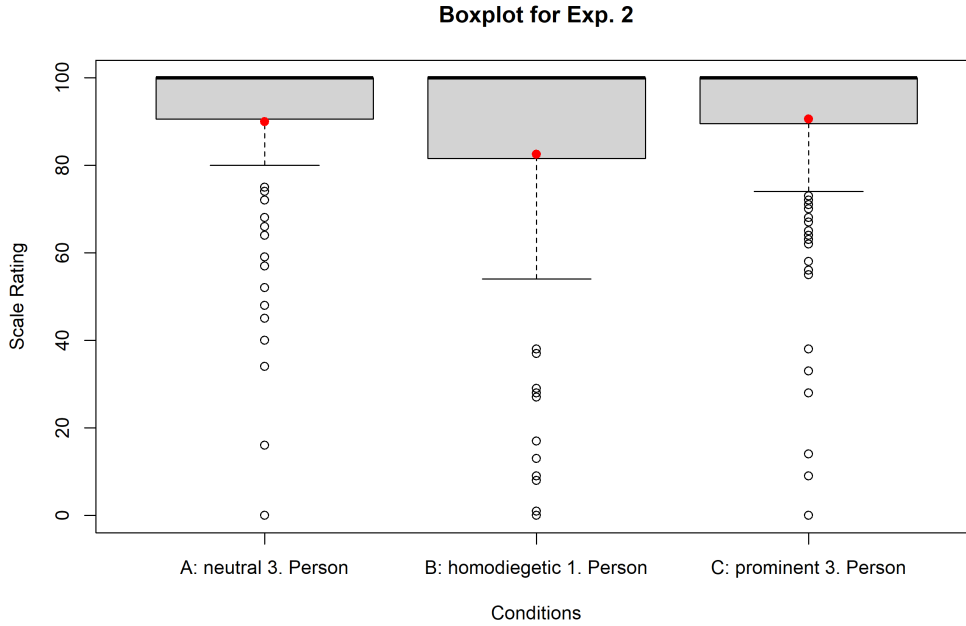 Boxplot for Exp. 2
Scale Rating
100
80
60
40
20
0
A: neutral 3. Person
B: homodiegetic 1. Person
C: prominent 3. Person
Conditions